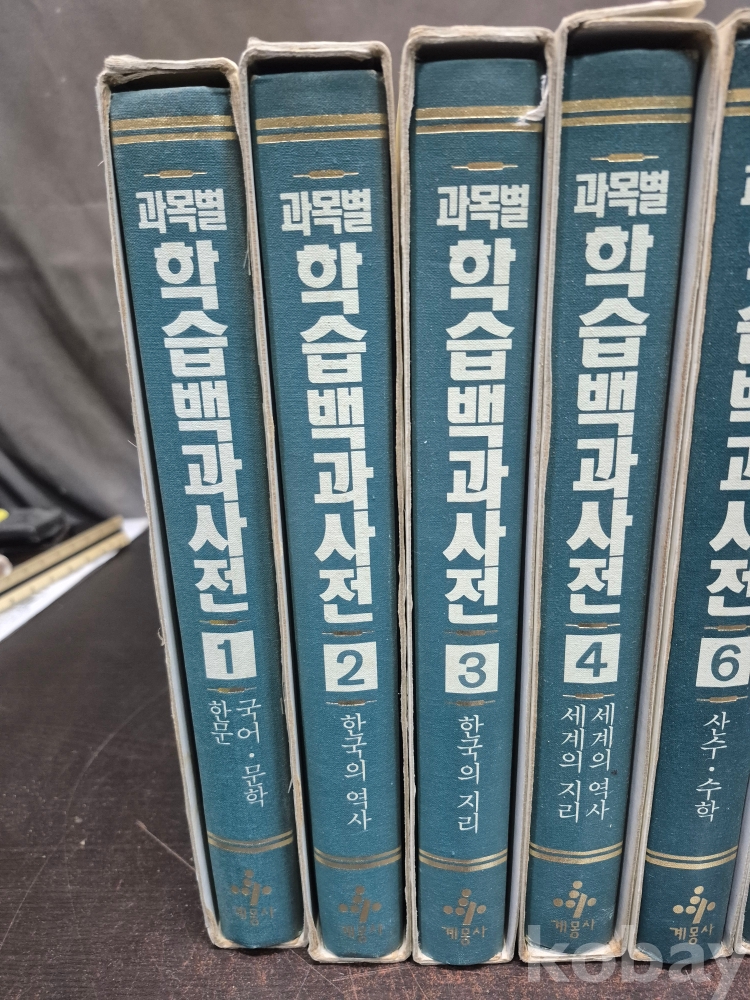 과목별
학습백과사전
1
국어·문학
한문
계몽사
과목별
학습백과사전
2
한국의 역사
계몽사
과목별
학습백과사전
3
한국의 지리
계몽사
과목별
학습백과사전
4
세계의 역사
세계의 지리
계몽사
6
산수·수학
계몽사
kobay